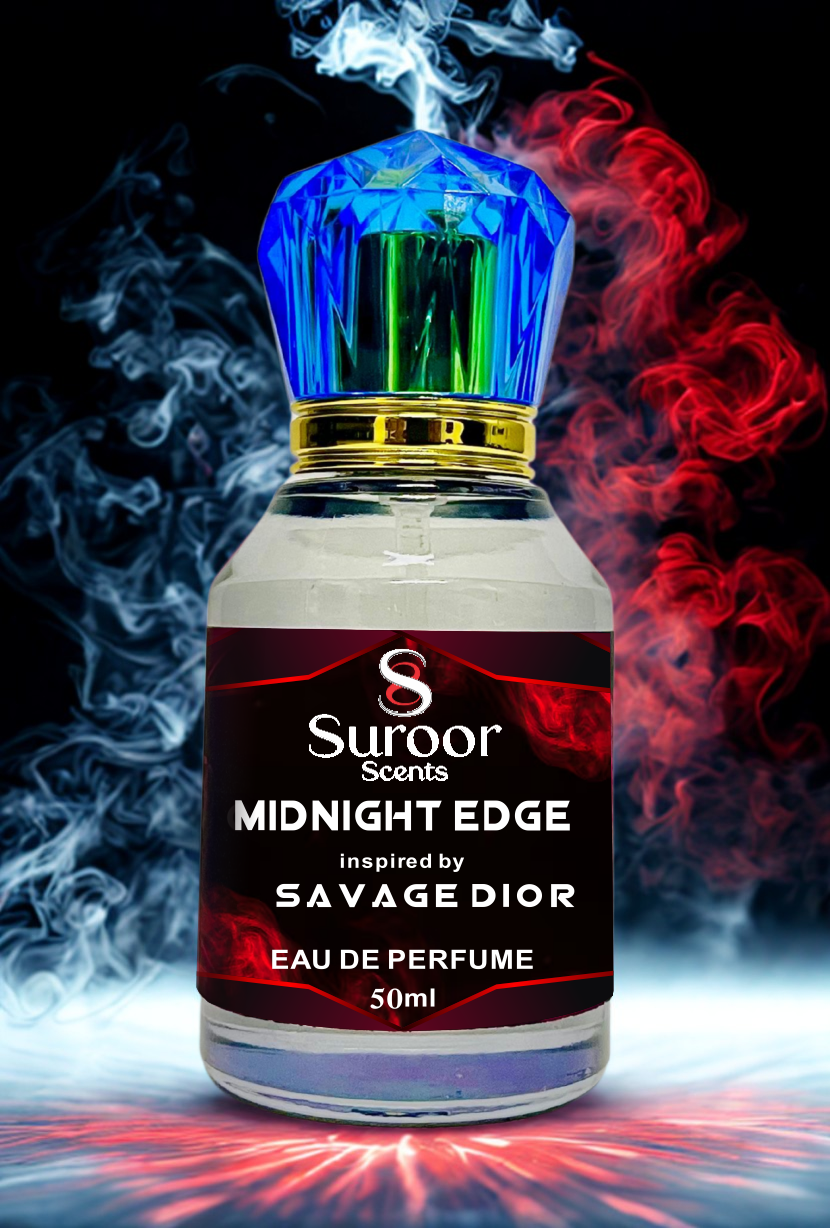 Suroor
Scents
MIDNIGHT EDGE
inspired by
SAVAGE DIOR
EAU DE PERFUME
50ml